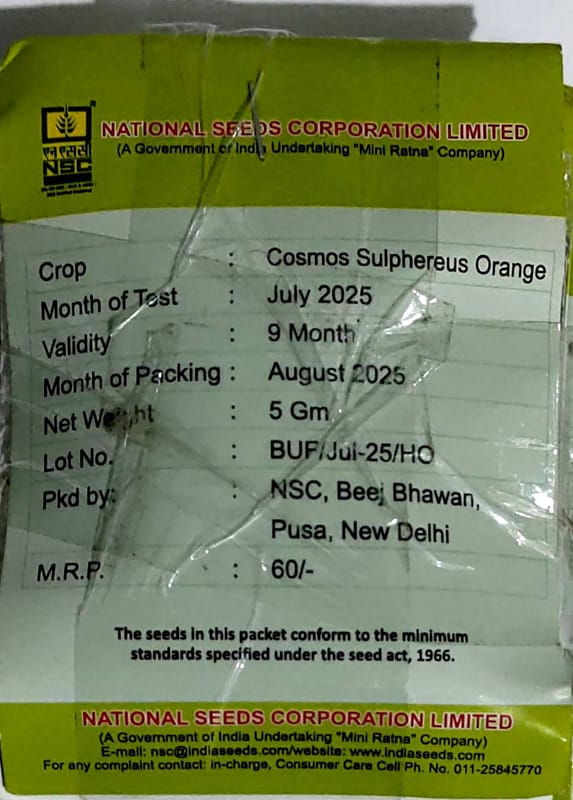 एन एस सी
NSC
NATIONAL SEEDS CORPORATION LIMITED
(A Government of India Undertaking "Mini Ratna" Company)
Crop : Cosmos Sulphereus Orange
Month of Test : July 2025
Validity : 9 Month
Month of Packing : August 2025
Net Weight : 5 Gm
Lot No. : BUF/Jul-25/HO
Pkd by: : NSC, Beej Bhawan,
Pusa, New Delhi
M.R.P. : 60/-
The seeds in this packet conform to the minimum
standards specified under the seed act, 1966.
NATIONAL SEEDS CORPORATION LIMITED
(A Government of India Undertaking "Mini Ratna" Company)
E-mail: nsc@indiaseeds.com/website: www.indiaseeds.com
For any complaint contact: in-charge, Consumer Care Cell Ph. No. 011-25845770